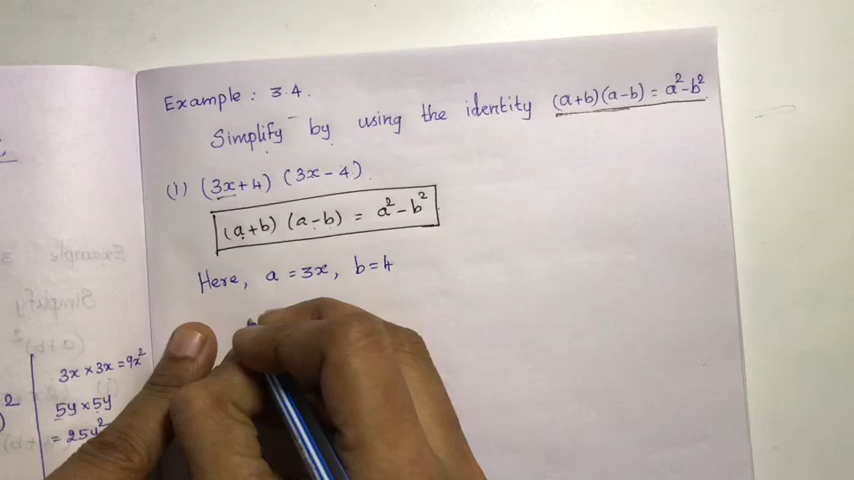 Example : 3.4.
Simplify by using the identity (a+b)(a-b) = a²-b²
(1) (3x+4) (3x-4)
(a+b) (a-b) = a²-b²
Here, a = 3x, b=4
3x × 3x = 9x²
5y × 5y
= 25y²